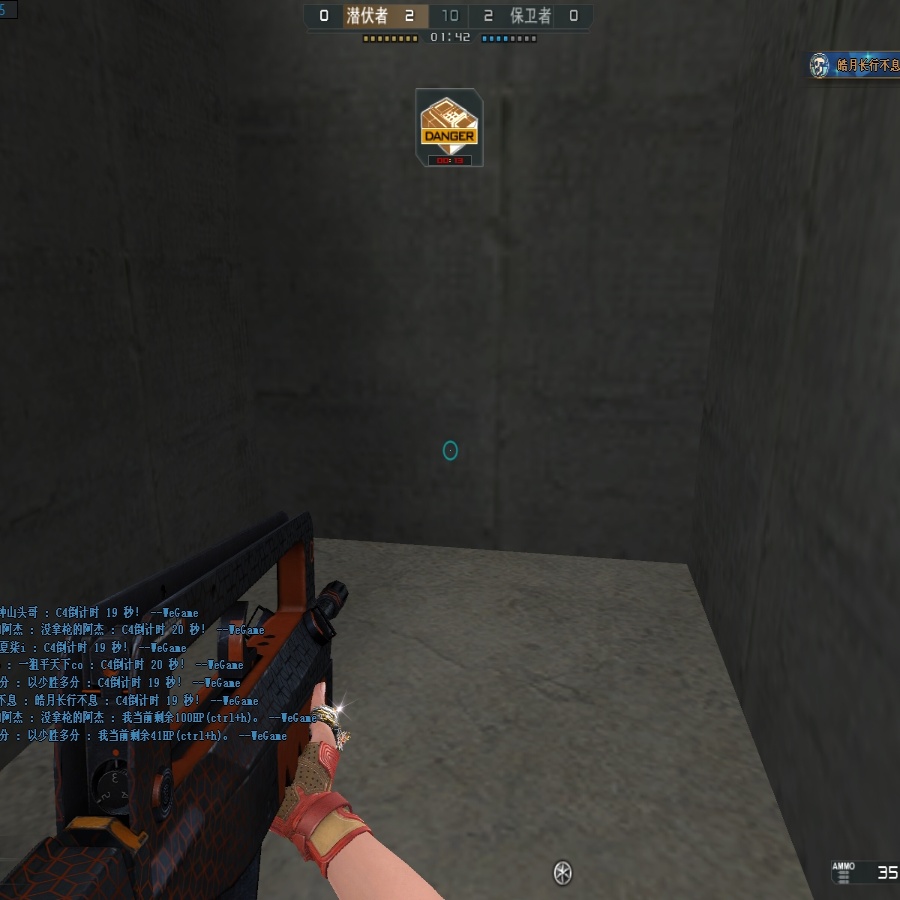 0 潜伏者 2 10 2 保卫者 0
01:42
皓月长行不息
DANGER
00:13
钟山头哥 : C4倒计时 19 秒! --WeGame
阿杰 : 没拿枪的阿杰 : C4倒计时 20 秒! --WeGame
夏柒i : C4倒计时 19 秒! --WeGame
: 一狙平天下co : C4倒计时 20 秒! --WeGame
分 : 以少胜多分 : C4倒计时 19 秒! --WeGame
不息 : 皓月长行不息 : C4倒计时 19 秒! --WeGame
阿杰 : 没拿枪的阿杰 : 我当前剩余100HP(ctrl+h)。 --WeGame
分 : 以少胜多分 : 我当前剩余41HP(ctrl+h)。 --WeGame
AMMO 35